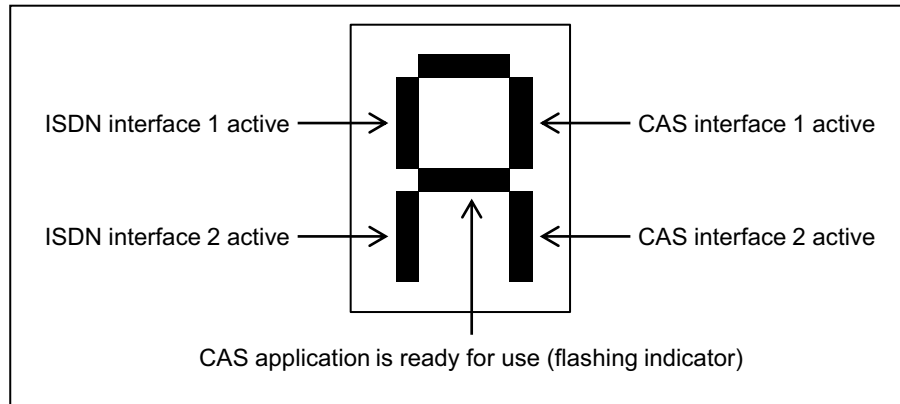 ISDN interface 1 active
CAS interface 1 active
ISDN interface 2 active
CAS interface 2 active
CAS application is ready for use (flashing indicator)